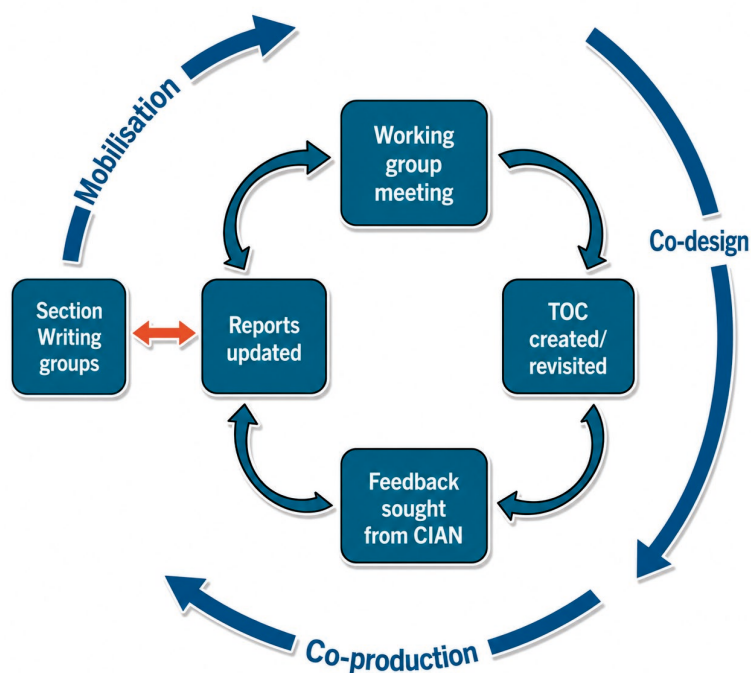 Mobilisation
Working
group
meeting
Co-design
Section
Writing
groups
Reports
updated
TOC
created/
revisited
Feedback
sought
from CIAN
Co-production